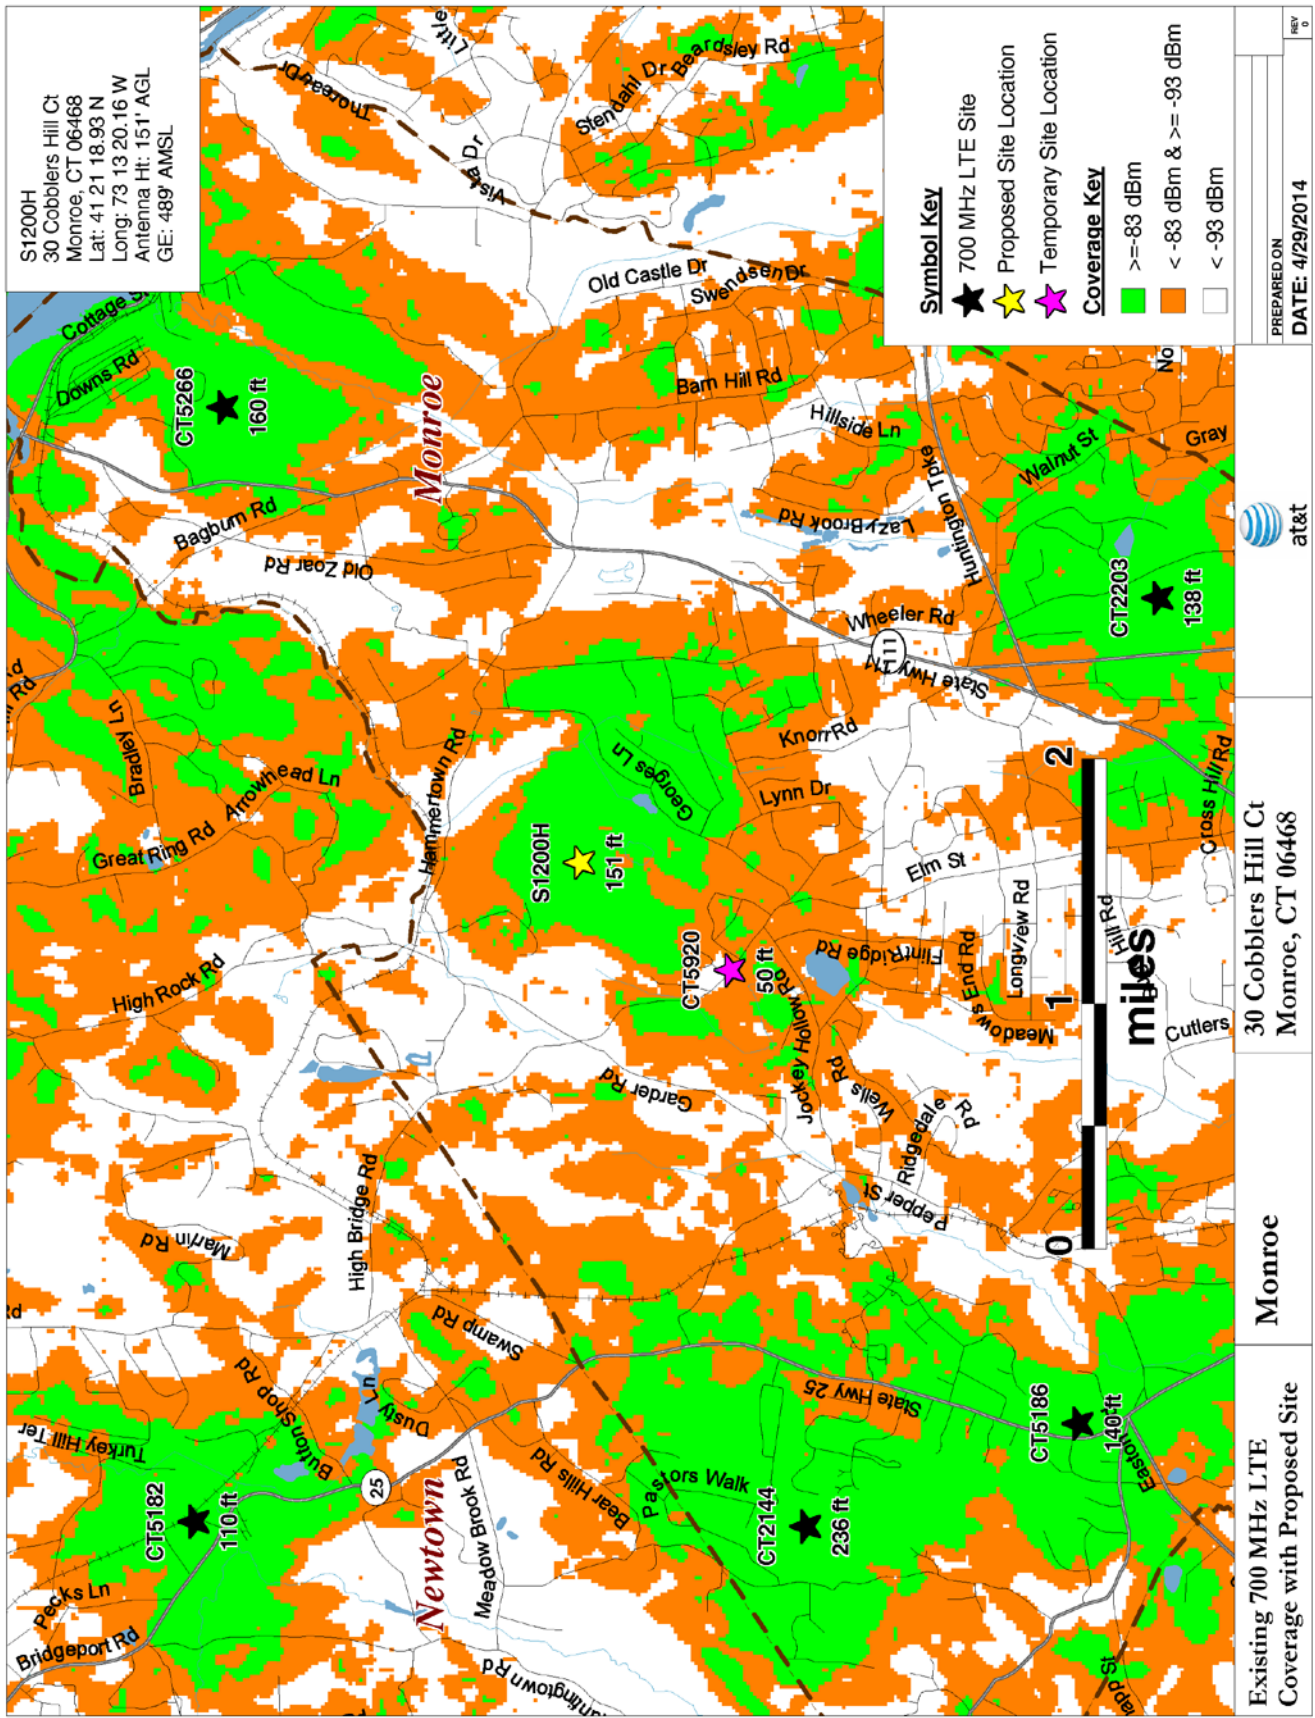 S1200H
30 Cobblers Hill Ct
Monroe, CT 06468
Lat: 41 21 18.93 N
Long: 73 13 20.16 W
Antenna Ht: 151' AGL
GE: 489' AMSL
Symbol Key
700 MHz LTE Site
Proposed Site Location
Temporary Site Location
Coverage Key
>=-83 dBm
< -83 dBm & >= -93 dBm
< -93 dBm
Bridgeport Rd
Pecks Ln
CT5182
110 ft
Turkey Hill Ter
Button Shop Rd
Dusty Ln
25
Newtown
Meadow Brook Rd
Bear Hills Rd
Swamp Rd
Pastors Walk
CT2144
236 ft
State Hwy 25
CT5186
140 ft
Easton
Rd
Marlin Rd
High Bridge Rd
High Rock Rd
Great Ring Rd
Arrowhead Ln
Bradley Ln
Rd
Rd
Hammertown Rd
Garder Rd
S1200H
151 ft
Georges Ln
CT5920
50 ft
Jockey Hollow Rd
Wells Rd
Ridgedale Rd
Pepper St
Flint Ridge Rd
Meadows End Rd
Longview Rd
Elm St
Lynn Dr
Knorr Rd
Hill Rd
Cutlers
Cross Hill Rd
0
1
2
miles
Cottage
Downs Rd
CT5266
160 ft
Bagburn Rd
Old Zoar Rd
Monroe
Thoreau Dr
Little
Vista Dr
Stendahl Dr
Beardsley Rd
Old Castle Dr
Swendsen Dr
Barn Hill Rd
Hillside Ln
Lazy Brook Rd
Huntington Tpke
Wheeler Rd
111
State Hwy 111
Walnut St
Gray
No
CT2203
138 ft
Existing 700 MHz LTE
Coverage with Proposed Site
Monroe
30 Cobblers Hill Ct
Monroe, CT 06468
at&t
PREPARED ON
DATE: 4/29/2014
REV
0